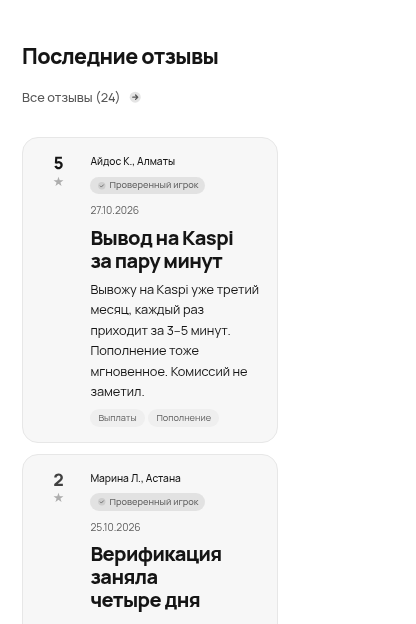 Последние отзывы
Все отзывы (24)
5
Айдос К., Алматы
Проверенный игрок
27.10.2026
Вывод на Kaspi
за пару минут
Вывожу на Kaspi уже третий
месяц, каждый раз
приходит за 3–5 минут.
Пополнение тоже
мгновенное. Комиссий не
заметил.
Выплаты Пополнение
2
Марина Л., Астана
Проверенный игрок
25.10.2026
Верификация
заняла
четыре дня